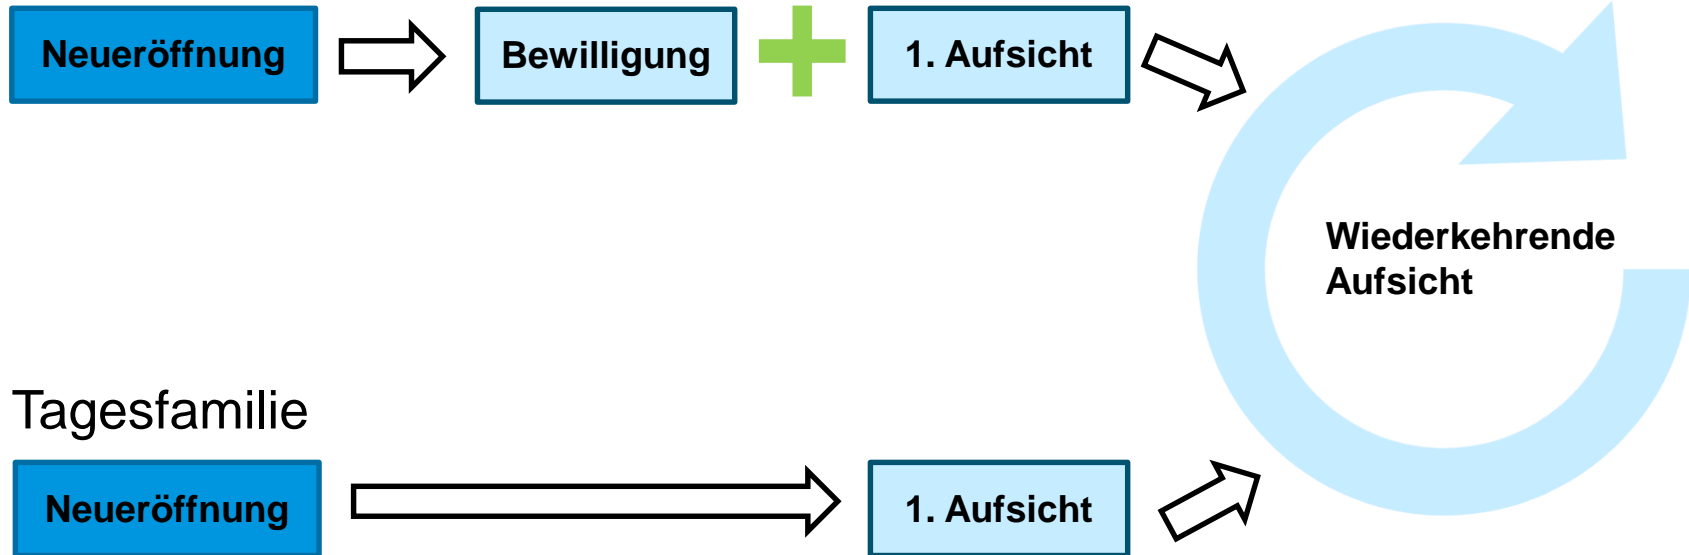 Neueröffnung
Bewilligung
1. Aufsicht
Wiederkehrende
Aufsicht
Tagesfamilie
Neueröffnung
1. Aufsicht